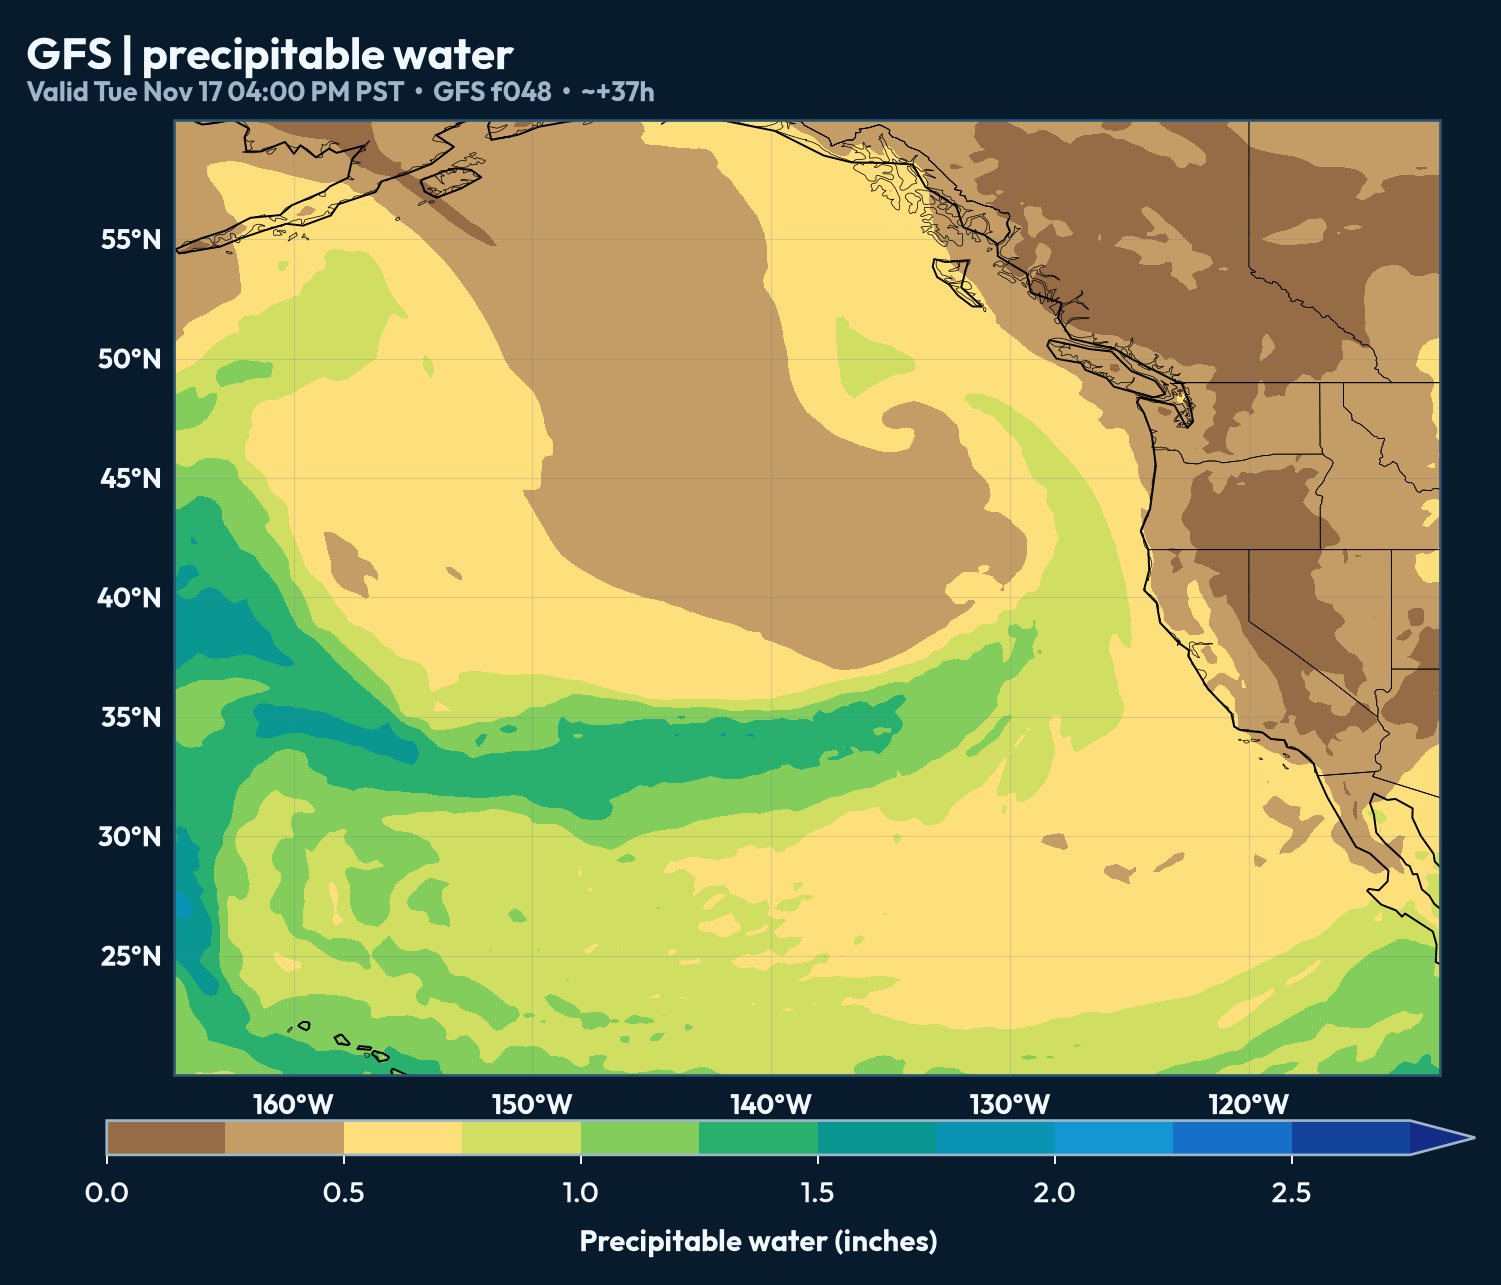 GFS | precipitable water
Valid Tue Nov 17 04:00 PM PST • GFS f048 • ~+37h
55°N
50°N
45°N
40°N
35°N
30°N
25°N
160°W 150°W 140°W 130°W 120°W
0.0 0.5 1.0 1.5 2.0 2.5
Precipitable water (inches)